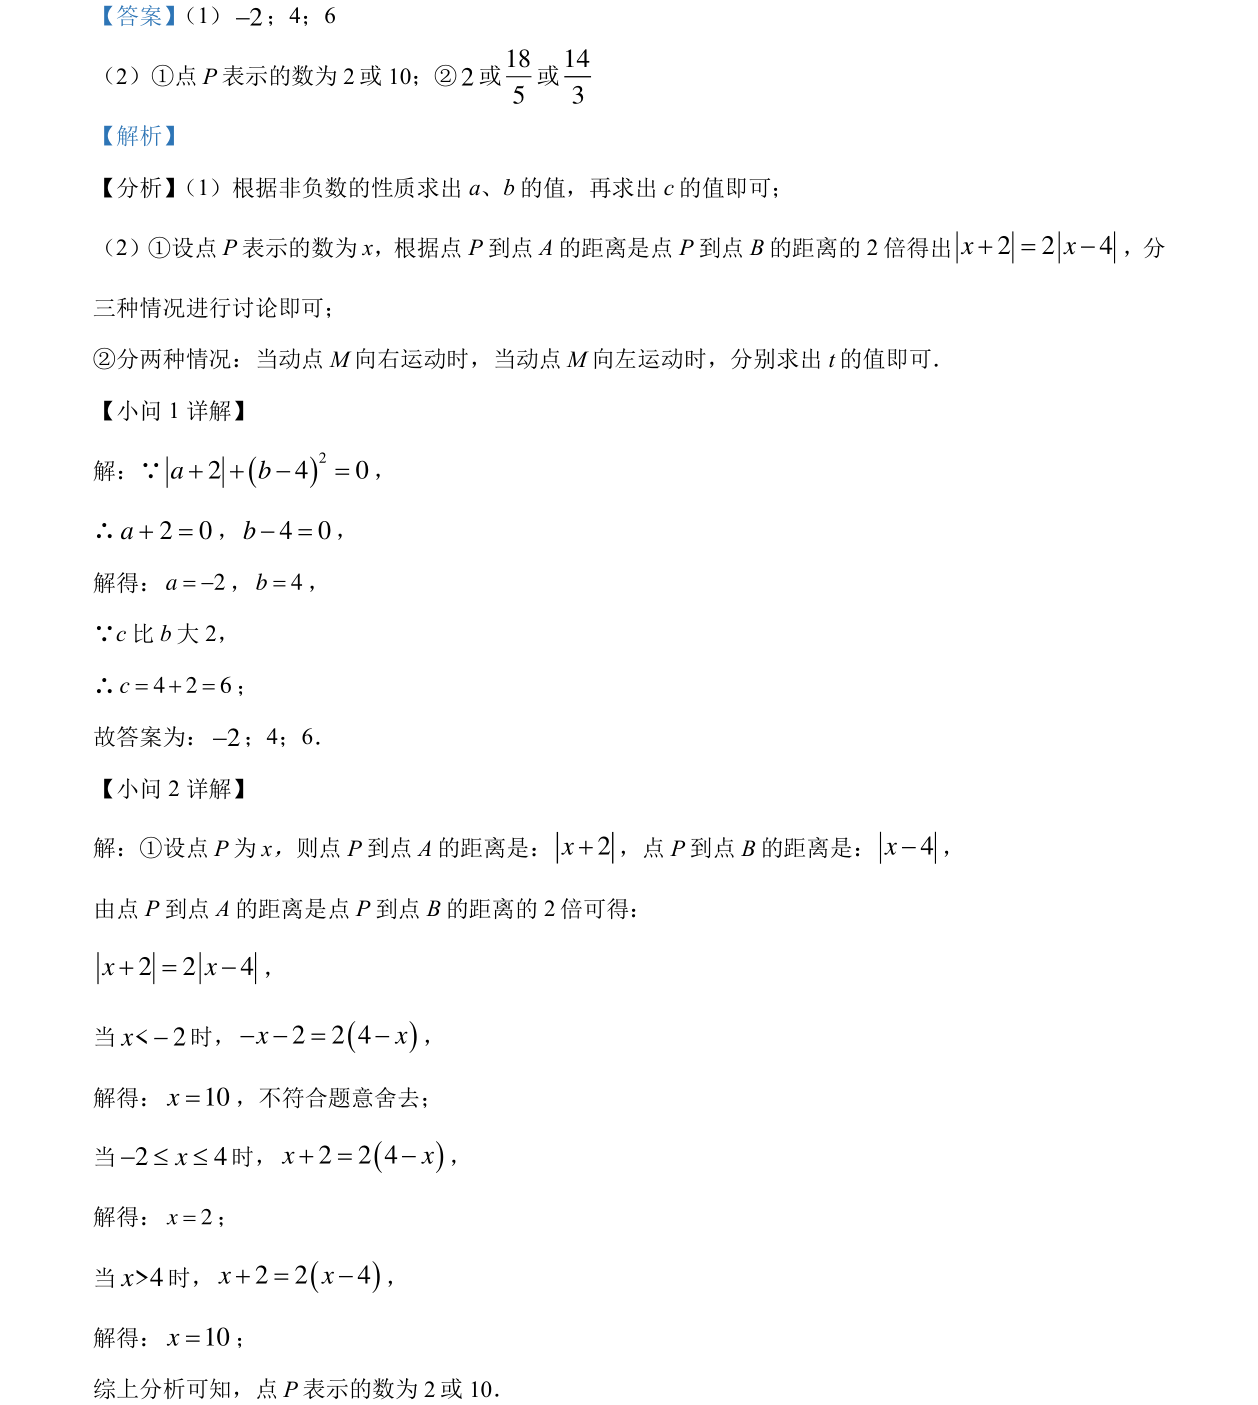 【答案】（1）−2；4；6
（2）①点 P 表示的数为 2 或 10；②2 或 18/5 或 14/3
【解析】
【分析】（1）根据非负数的性质求出 a、b 的值，再求出 c 的值即可；
（2）①设点 P 表示的数为 x，根据点 P 到点 A 的距离是点 P 到点 B 的距离的 2 倍得出|x+2|=2|x−4|，分
三种情况进行讨论即可；
②分两种情况：当动点 M 向右运动时，当动点 M 向左运动时，分别求出 t 的值即可．
【小问 1 详解】
解：∵|a+2|+(b−4)²=0，
∴a+2=0，b−4=0，
解得：a=−2，b=4，
∵c 比 b 大 2，
∴c=4+2=6；
故答案为：−2；4；6．
【小问 2 详解】
解：①设点 P 为 x，则点 P 到点 A 的距离是：|x+2|，点 P 到点 B 的距离是：|x−4|，
由点 P 到点 A 的距离是点 P 到点 B 的距离的 2 倍可得：
|x+2|=2|x−4|，
当 x<−2 时，−x−2=2(4−x)，
解得：x=10，不符合题意舍去；
当−2≤x≤4 时，x+2=2(4−x)，
解得：x=2；
当 x>4 时，x+2=2(x−4)，
解得：x=10；
综上分析可知，点 P 表示的数为 2 或 10．